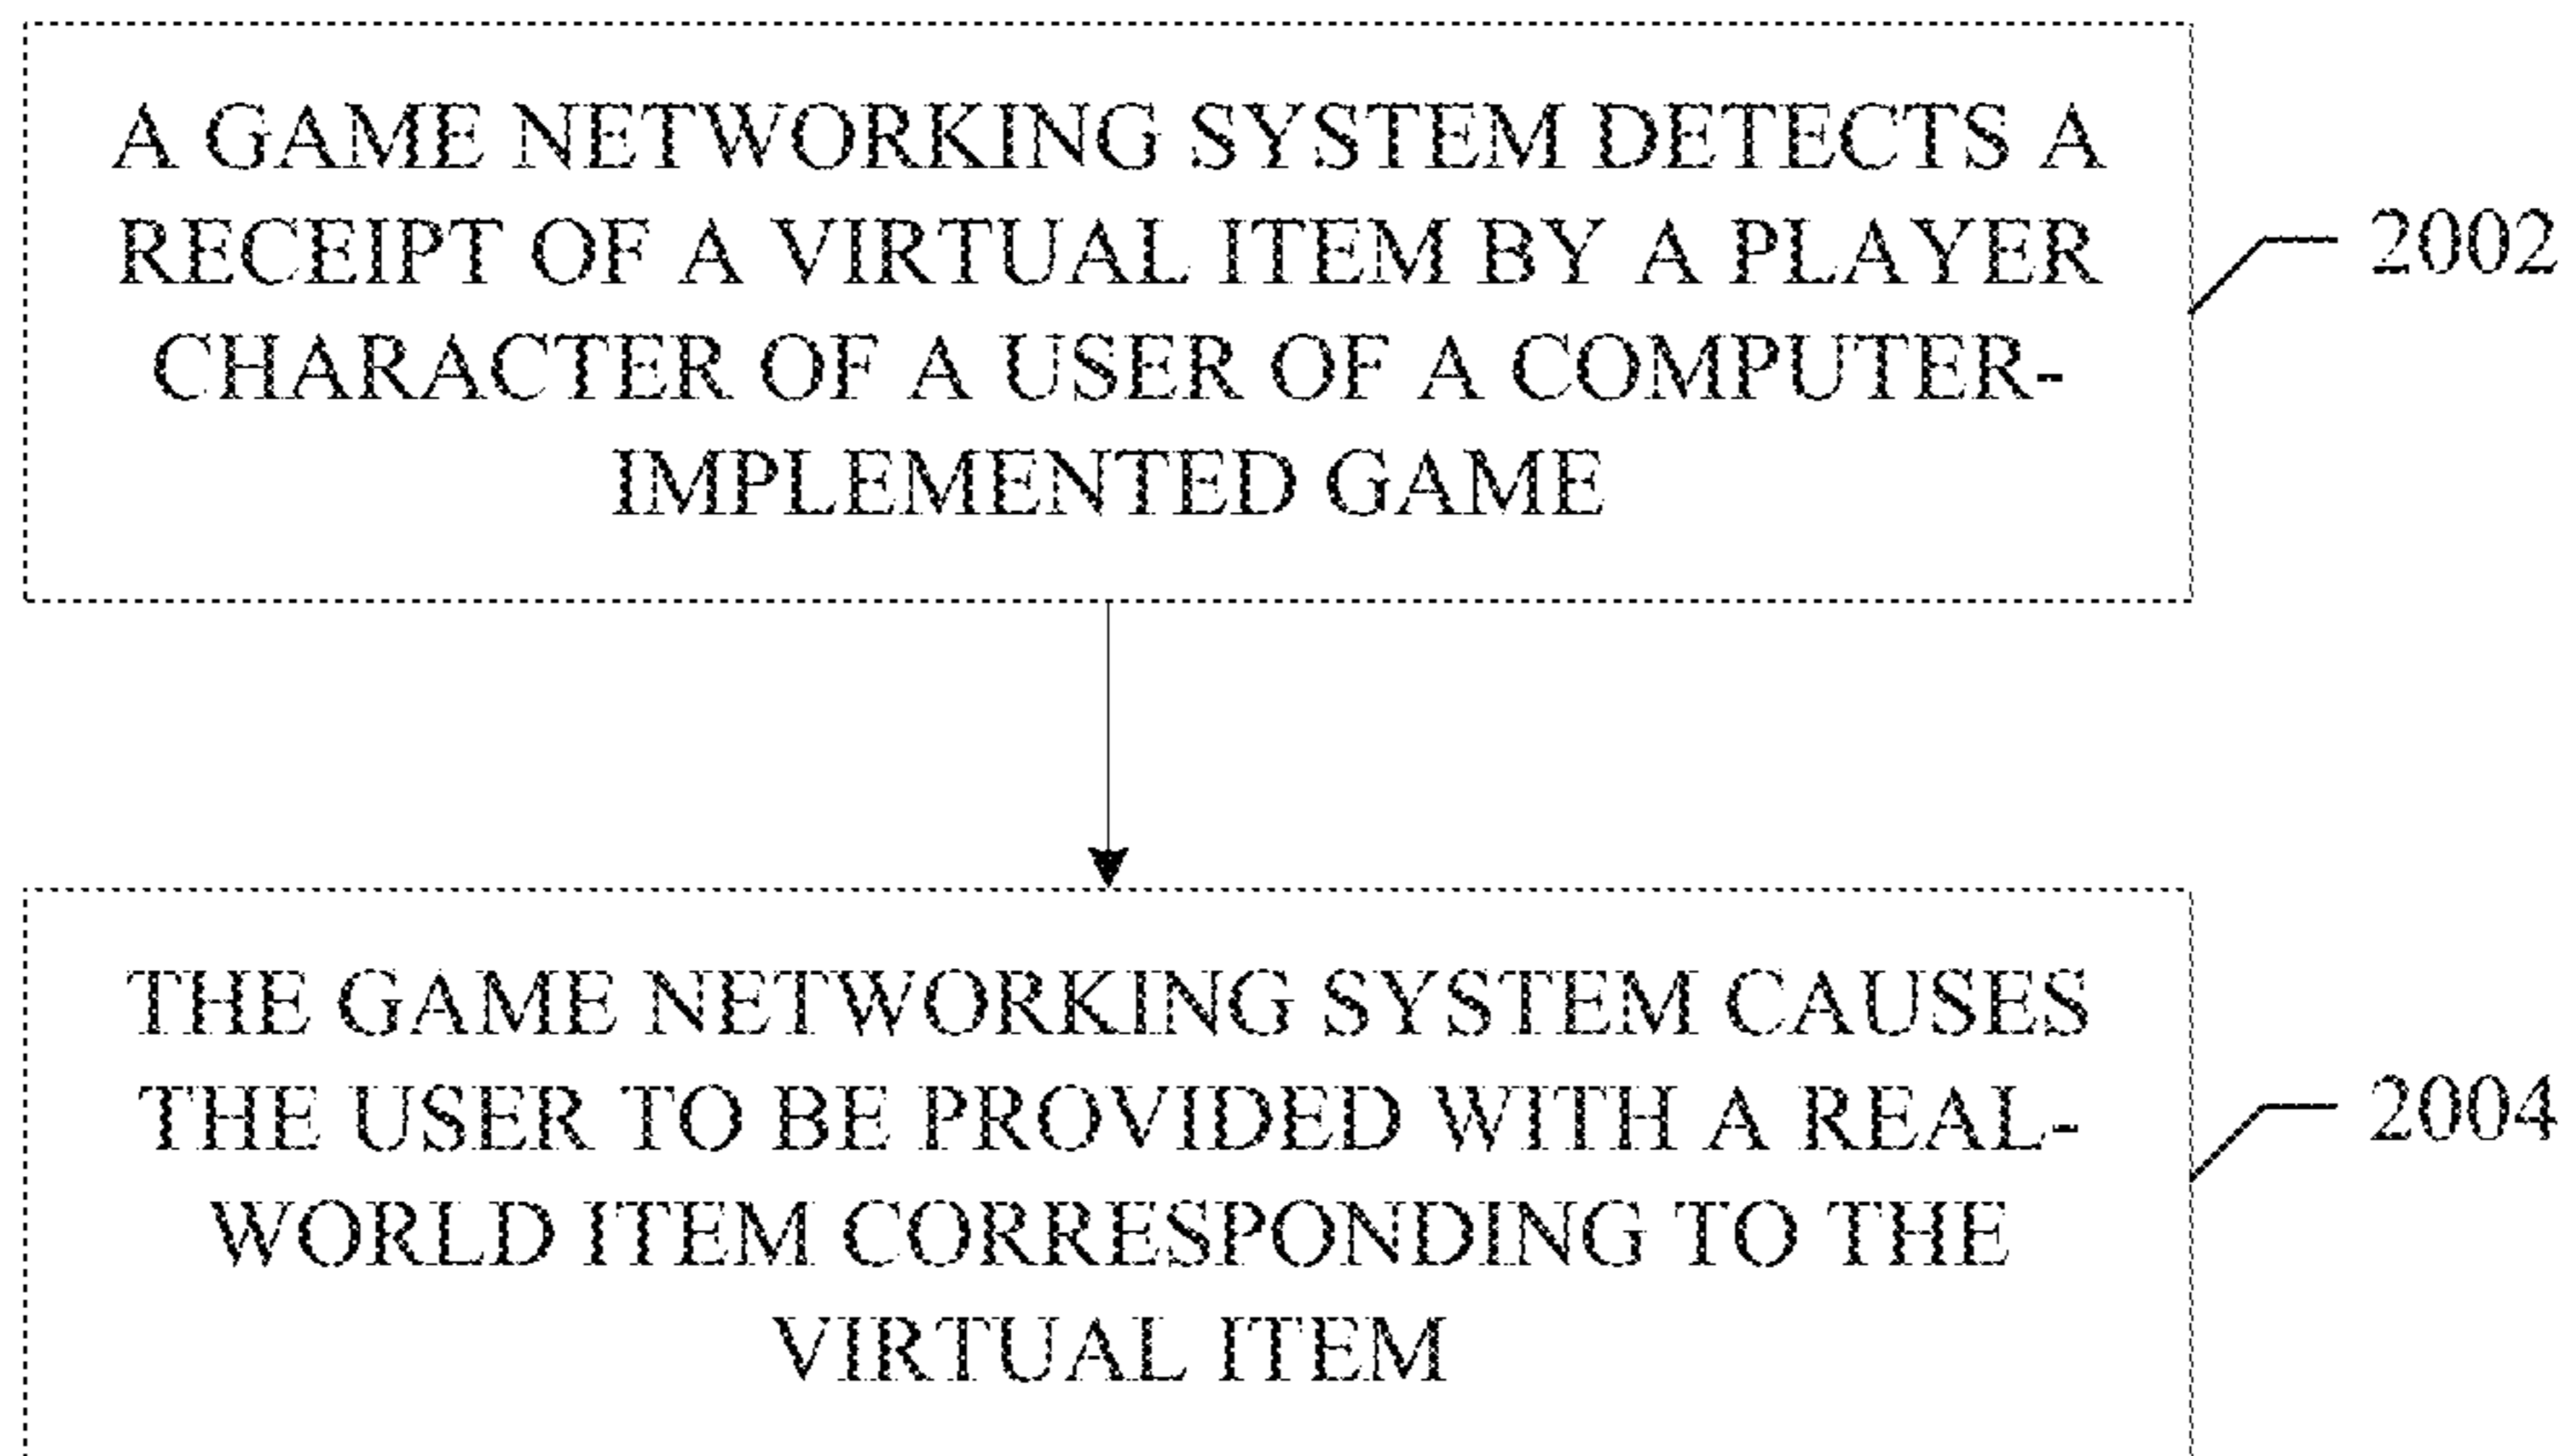 A GAME NETWORKING SYSTEM DETECTS A
RECEIPT OF A VIRTUAL ITEM BY A PLAYER
CHARACTER OF A USER OF A COMPUTER-
IMPLEMENTED GAME
2002
THE GAME NETWORKING SYSTEM CAUSES
THE USER TO BE PROVIDED WITH A REAL-
WORLD ITEM CORRESPONDING TO THE
VIRTUAL ITEM
2004